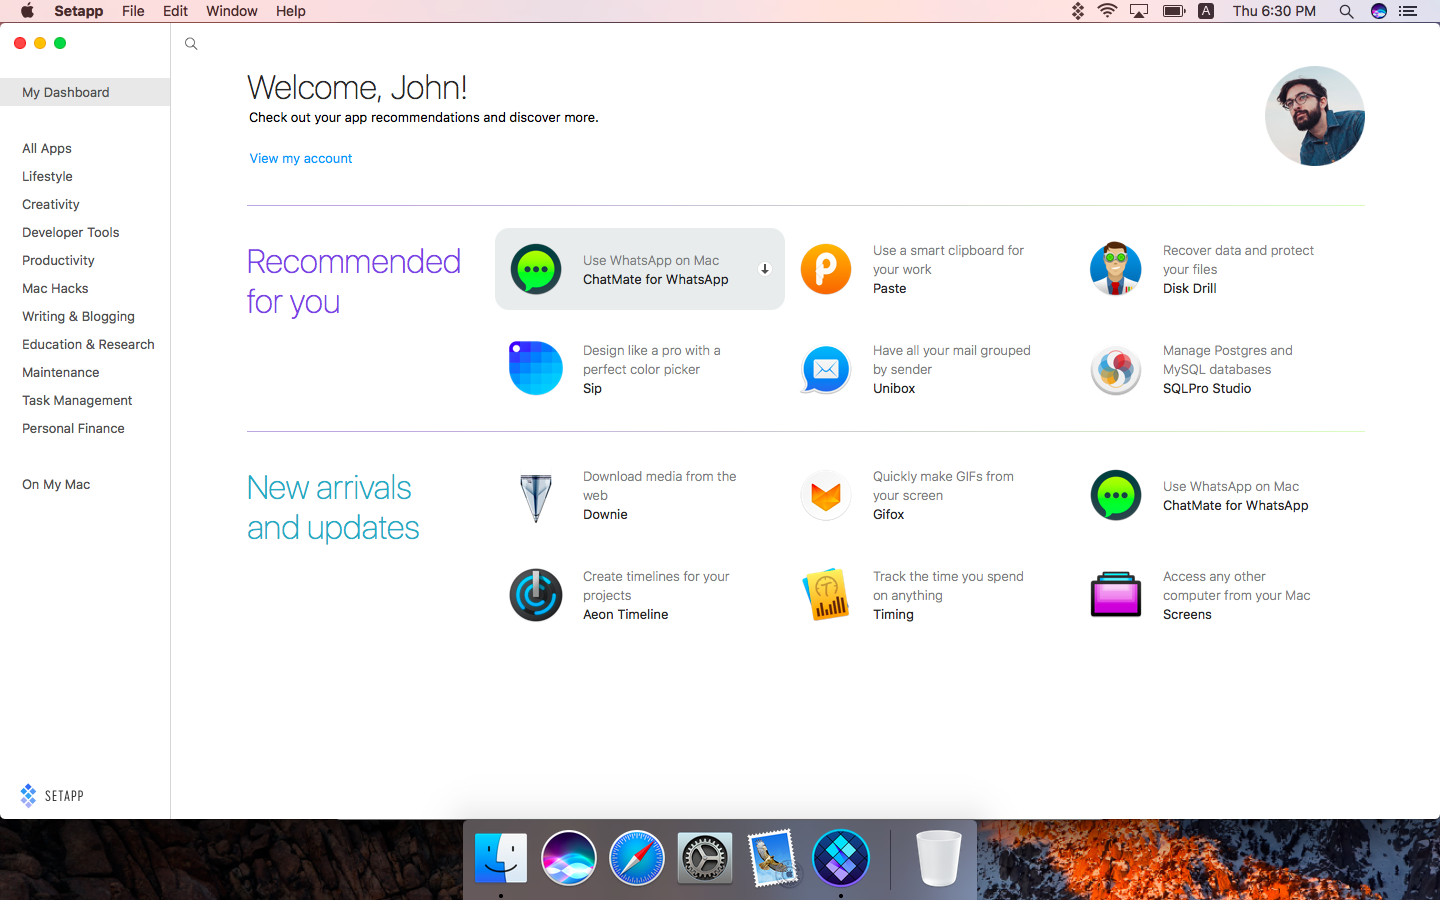 Setapp File Edit Window Help
A Thu 6:30 PM
My Dashboard
All Apps
Lifestyle
Creativity
Developer Tools
Productivity
Mac Hacks
Writing & Blogging
Education & Research
Maintenance
Task Management
Personal Finance
On My Mac
SETAPP
Welcome, John!
Check out your app recommendations and discover more.
View my account
Recommended
for you
Use WhatsApp on Mac
ChatMate for WhatsApp
Use a smart clipboard for
your work
Paste
Recover data and protect
your files
Disk Drill
Design like a pro with a
perfect color picker
Sip
Have all your mail grouped
by sender
Unibox
Manage Postgres and
MySQL databases
SQLPro Studio
New arrivals
and updates
Download media from the
web
Downie
Quickly make GIFs from
your screen
Gifox
Use WhatsApp on Mac
ChatMate for WhatsApp
Create timelines for your
projects
Aeon Timeline
Track the time you spend
on anything
Timing
Access any other
computer from your Mac
Screens